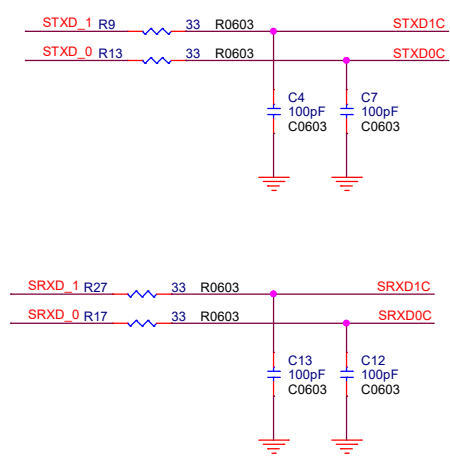 STXD_1 R9 33 R0603 STXD1C
STXD_0 R13 33 R0603 STXD0C
C4 C7
100pF 100pF
C0603 C0603
SRXD_1 R27 33 R0603 SRXD1C
SRXD_0 R17 33 R0603 SRXD0C
C13 C12
100pF 100pF
C0603 C0603